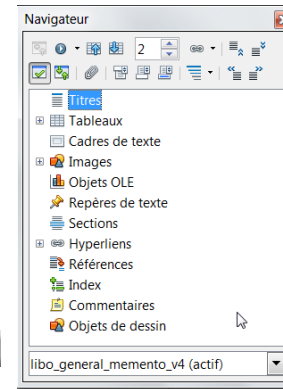 Navigateur
2
Titres
Tableaux
Cadres de texte
Images
Objets OLE
Repères de texte
Sections
Hyperliens
Références
Index
Commentaires
Objets de dessin
libo_general_memento_v4 (actif)